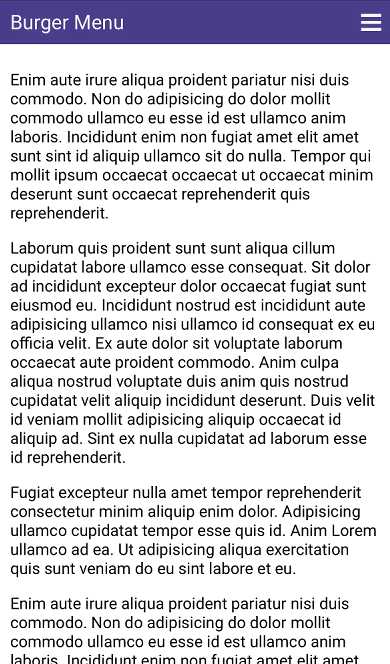 Burger Menu
Enim aute irure aliqua proident pariatur nisi duis
commodo. Non do adipisicing do dolor mollit
commodo ullamco eu esse id est ullamco anim
laboris. Incididunt enim non fugiat amet elit amet
sunt sint id aliquip ullamco sit do nulla. Tempor qui
mollit ipsum occaecat occaecat ut occaecat minim
deserunt sunt occaecat reprehenderit quis
reprehenderit.
Laborum quis proident sunt sunt aliqua cillum
cupidatat labore ullamco esse consequat. Sit dolor
ad incididunt excepteur dolor occaecat fugiat sunt
eiusmod eu. Incididunt nostrud est incididunt aute
adipisicing ullamco nisi ullamco id consequat ex eu
officia velit. Ex aute dolor sit voluptate laborum
occaecat aute proident commodo. Anim culpa
aliqua nostrud voluptate duis anim quis nostrud
cupidatat velit aliquip incididunt deserunt. Duis velit
id veniam mollit adipisicing aliquip occaecat id
aliquip ad. Sint ex nulla cupidatat ad laborum esse
id reprehenderit.
Fugiat excepteur nulla amet tempor reprehenderit
consectetur minim aliquip enim dolor. Adipisicing
ullamco cupidatat tempor esse quis id. Anim Lorem
ullamco ad ea. Ut adipisicing aliqua exercitation
quis sunt veniam do eu sint labore et eu.
Enim aute irure aliqua proident pariatur nisi duis
commodo. Non do adipisicing do dolor mollit
commodo ullamco eu esse id est ullamco anim
laboris. Incididunt enim non fugiat amet elit amet